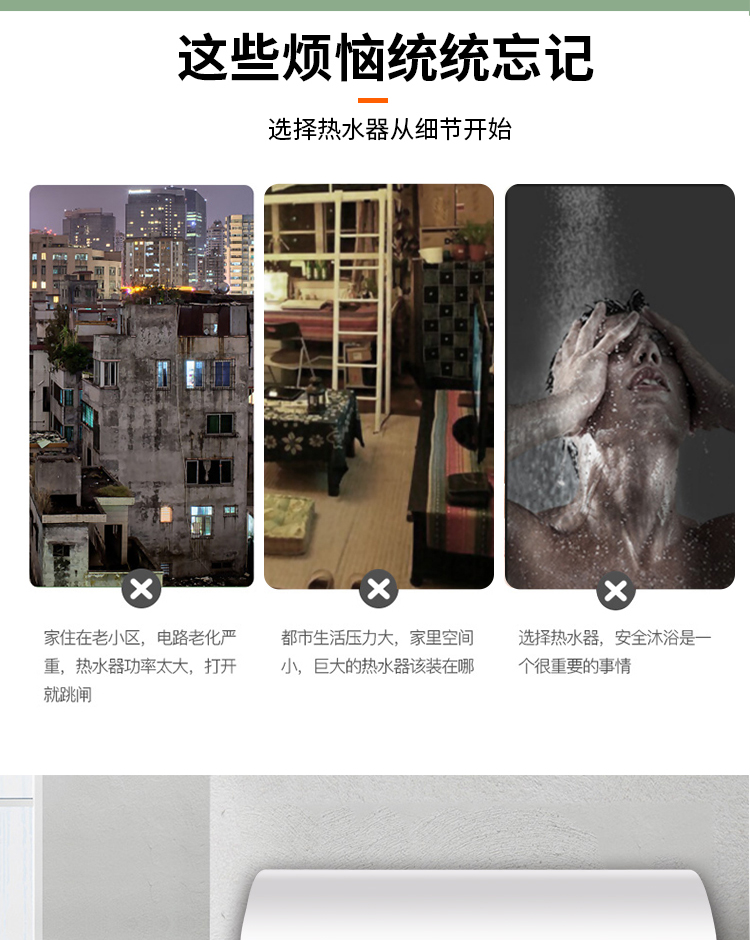 这些烦恼统统忘记
选择热水器从细节开始
家住在老小区，电路老化严
重，热水器功率太大，打开
就跳闸
都市生活压力大，家里空间
小，巨大的热水器该装在哪
选择热水器，安全沐浴是一
个很重要的事情